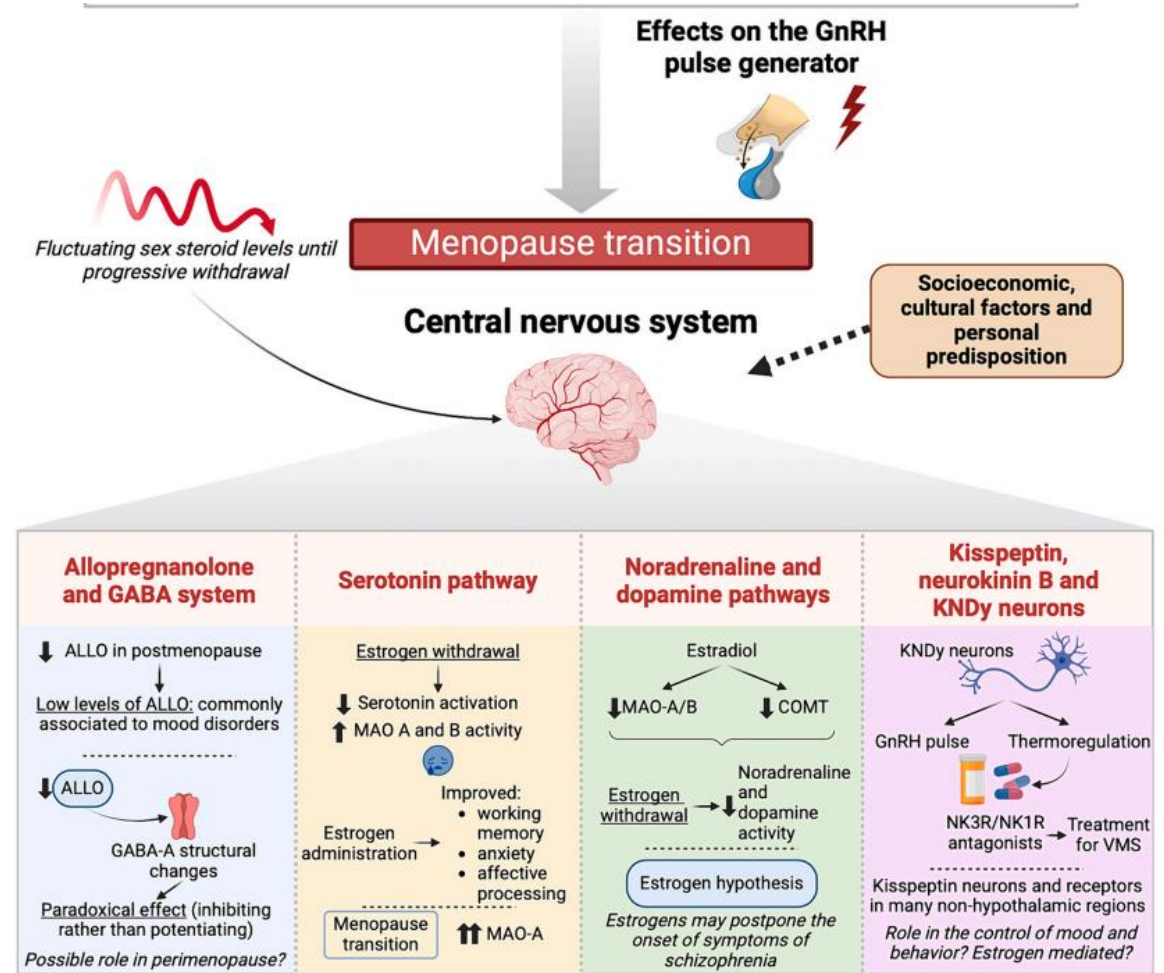 Effects on the GnRH
pulse generator
Fluctuating sex steroid levels until
progressive withdrawal
Menopause transition
Socioeconomic,
cultural factors and
personal
predisposition
Central nervous system
Allopregnanolone
and GABA system
⬇ ALLO in postmenopause
Low levels of ALLO: commonly
associated to mood disorders
⬇ ALLO
GABA-A structural
changes
Paradoxical effect (inhibiting
rather than potentiating)
Possible role in perimenopause?
Serotonin pathway
Estrogen withdrawal
⬇ Serotonin activation
⬆ MAO A and B activity
Estrogen
administration
Improved:
• working
memory
• anxiety
• affective
processing
Menopause
transition
⬆⬆ MAO-A
Noradrenaline and
dopamine pathways
Estradiol
⬇MAO-A/B
⬇ COMT
Estrogen
withdrawal
⬇ Noradrenaline
and
dopamine
activity
Estrogen hypothesis
Estrogens may postpone the
onset of symptoms of
schizophrenia
Kisspeptin,
neurokinin B and
KNDy neurons
KNDy neurons
GnRH pulse
Thermoregulation
NK3R/NK1R
antagonists
Treatment
for VMS
Kisspeptin neurons and receptors
in many non-hypothalamic regions
Role in the control of mood and
behavior? Estrogen mediated?